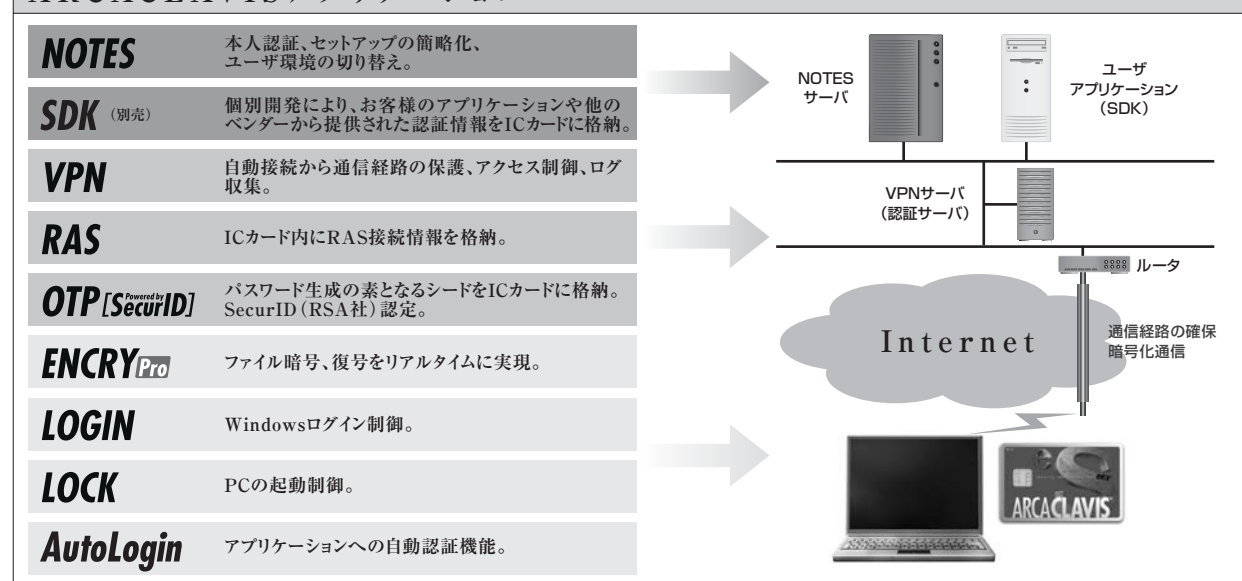 NOTES
本人認証、セットアップの簡略化、
ユーザ環境の切り替え。
SDK（別売）
個別開発により、お客様のアプリケーションや他の
ベンダーから提供された認証情報をICカードに格納。
VPN
自動接続から通信経路の保護、アクセス制御、ログ
収集。
RAS
ICカード内にRAS接続情報を格納。
OTP [Powered by SecurID]
パスワード生成の素となるシードをICカードに格納。
SecurID（RSA社）認定。
ENCRY Pro
ファイル暗号、復号をリアルタイムに実現。
LOGIN
Windowsログイン制御。
LOCK
PCの起動制御。
AutoLogin
アプリケーションへの自動認証機能。
NOTES
サーバ
ユーザ
アプリケーション
（SDK）
VPNサーバ
（認証サーバ）
ルータ
Internet
通信経路の確保
暗号化通信
ARCACLAVIS